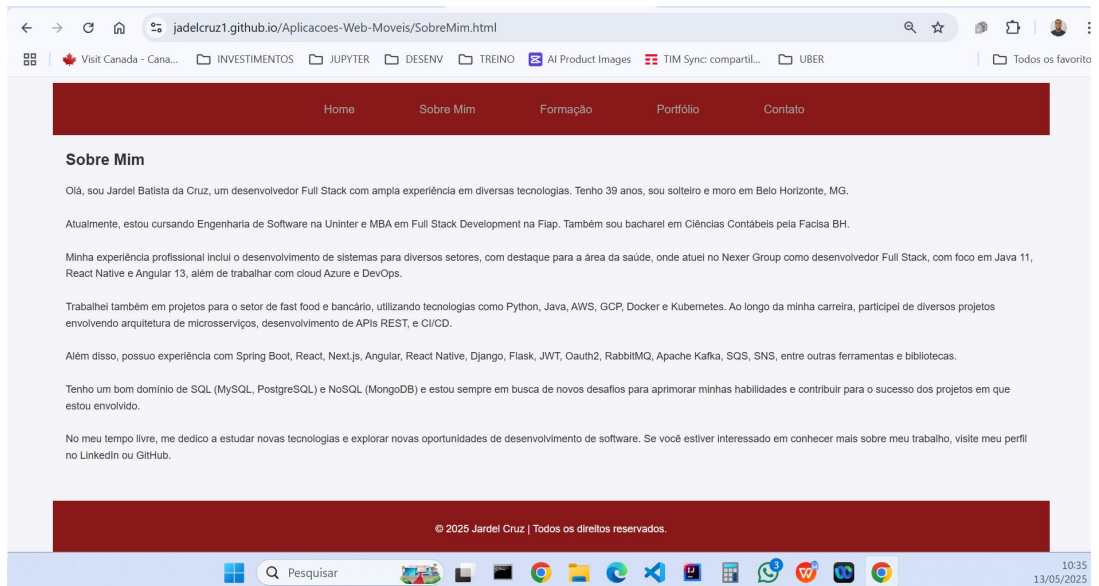 jadelcruz1.github.io/Aplicacoes-Web-Moveis/SobreMim.html
Visit Canada - Cana... INVESTIMENTOS JUPYTER DESENV TREINO AI Product Images TIM Sync: compartil... UBER Todos os favorito
Home Sobre Mim Formação Portfólio Contato
Sobre Mim
Olá, sou Jardel Batista da Cruz, um desenvolvedor Full Stack com ampla experiência em diversas tecnologias. Tenho 39 anos, sou solteiro e moro em Belo Horizonte, MG.
Atualmente, estou cursando Engenharia de Software na Uninter e MBA em Full Stack Development na Fiap. Também sou bacharel em Ciências Contábeis pela Facisa BH.
Minha experiência profissional inclui o desenvolvimento de sistemas para diversos setores, com destaque para a área da saúde, onde atuei no Nexer Group como desenvolvedor Full Stack, com foco em Java 11,
React Native e Angular 13, além de trabalhar com cloud Azure e DevOps.
Trabalhei também em projetos para o setor de fast food e bancário, utilizando tecnologias como Python, Java, AWS, GCP, Docker e Kubernetes. Ao longo da minha carreira, participei de diversos projetos
envolvendo arquitetura de microsserviços, desenvolvimento de APIs REST, e CI/CD.
Além disso, possuo experiência com Spring Boot, React, Next.js, Angular, React Native, Django, Flask, JWT, Oauth2, RabbitMQ, Apache Kafka, SQS, SNS, entre outras ferramentas e bibliotecas.
Tenho um bom domínio de SQL (MySQL, PostgreSQL) e NoSQL (MongoDB) e estou sempre em busca de novos desafios para aprimorar minhas habilidades e contribuir para o sucesso dos projetos em que
estou envolvido.
No meu tempo livre, me dedico a estudar novas tecnologias e explorar novas oportunidades de desenvolvimento de software. Se você estiver interessado em conhecer mais sobre meu trabalho, visite meu perfil
no LinkedIn ou GitHub.
© 2025 Jardel Cruz | Todos os direitos reservados.
Pesquisar
3
10:35
13/05/2025